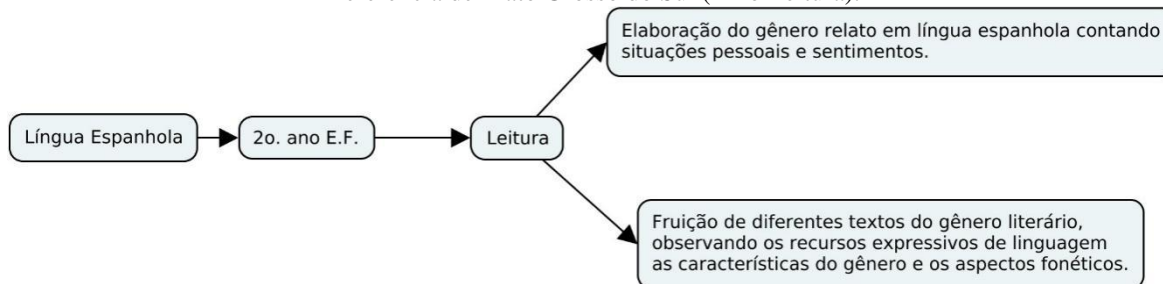 Elaboração do gênero relato em língua espanhola contando
situações pessoais e sentimentos.
Língua Espanhola
2o. ano E.F.
Leitura
Fruição de diferentes textos do gênero literário,
observando os recursos expressivos de linguagem
as características do gênero e os aspectos fonéticos.